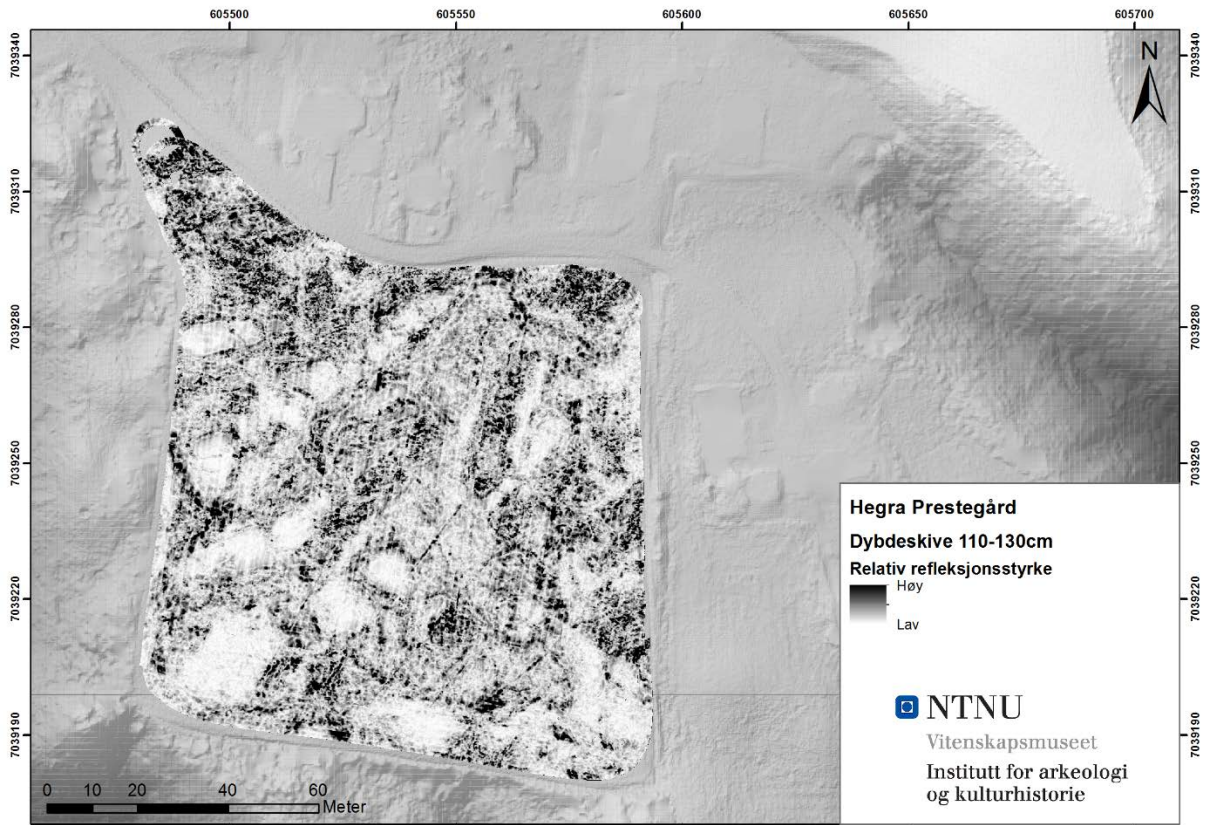 605500 605550 605600 605650 605700
7039340 7039340
N
7039310 7039310
7039280 7039280
7039250 7039250
Hegra Prestegård
Dybdeskive 110-130cm
Relativ refleksjonsstyrke
Høy
Lav
7039220 7039220
NTNU
7039190 7039190
Vitenskapsmuseet
Institutt for arkeologi
og kulturhistorie
0 10 20 40 60
Meter